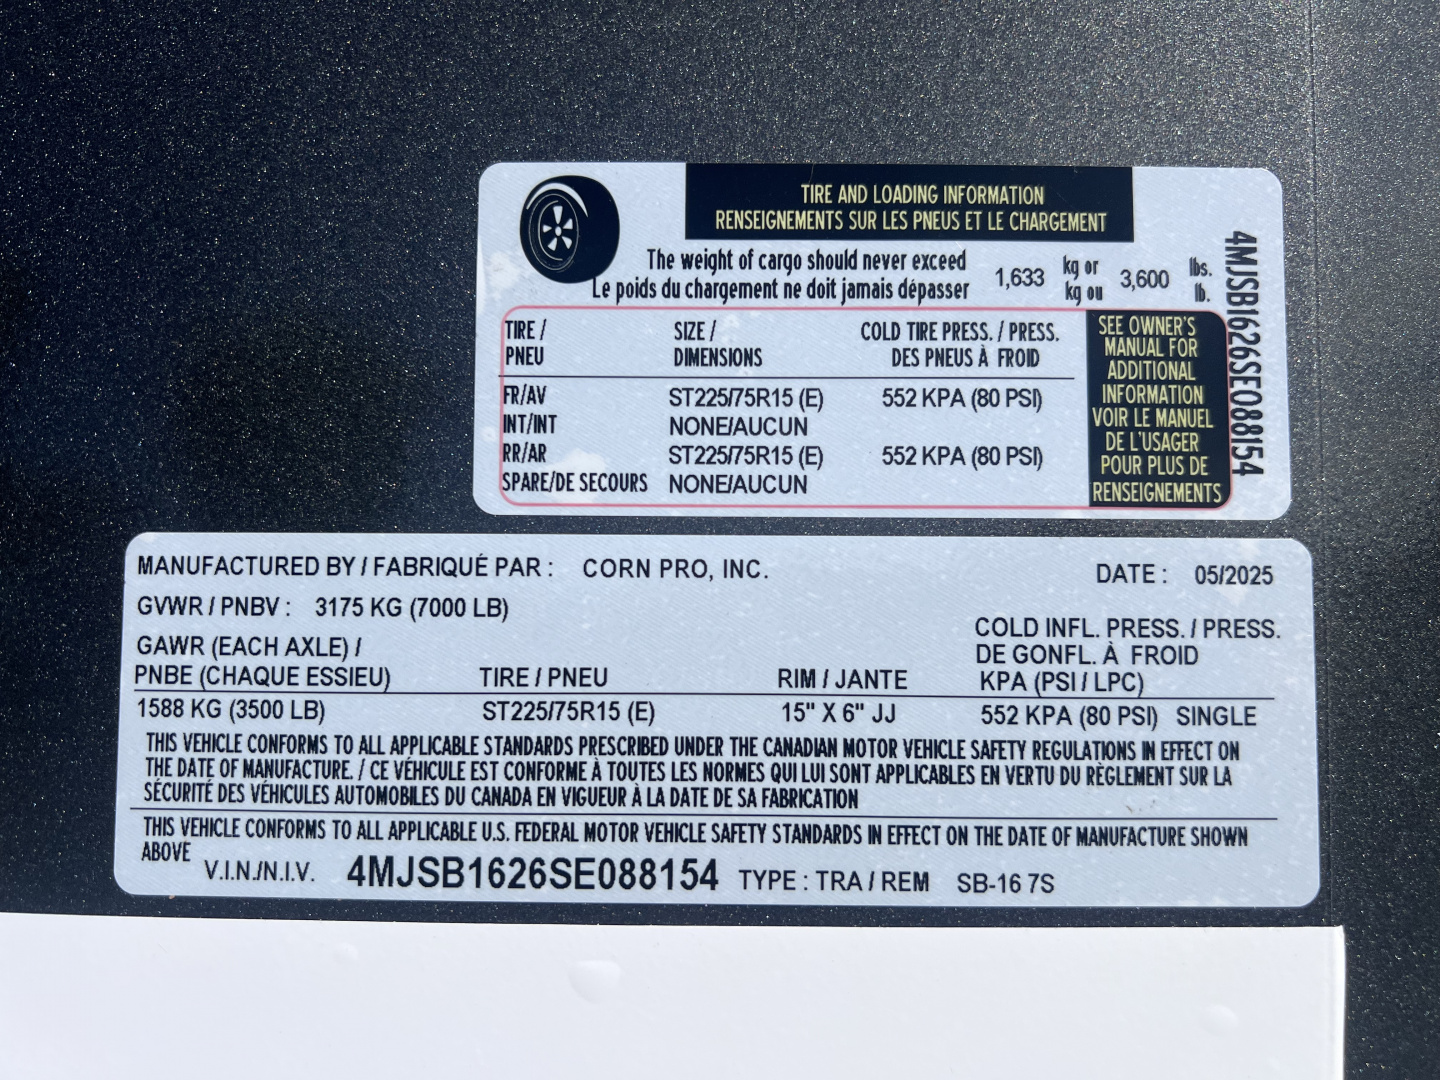 TIRE AND LOADING INFORMATION
RENSEIGNEMENTS SUR LES PNEUS ET LE CHARGEMENT
The weight of cargo should never exceed
Le poids du chargement ne doit jamais dépasser
1,633 kg or 3,600 lbs.
kg ou lb.
TIRE / SIZE / COLD TIRE PRESS. / PRESS.
PNEU DIMENSIONS DES PNEUS À FROID
FR/AV ST225/75R15 (E) 552 KPA (80 PSI)
INT/INT NONE/AUCUN
RR/AR ST225/75R15 (E) 552 KPA (80 PSI)
SPARE/DE SECOURS NONE/AUCUN
SEE OWNER'S
MANUAL FOR
ADDITIONAL
INFORMATION
VOIR LE MANUEL
DE L'USAGER
POUR PLUS DE
RENSEIGNEMENTS
4MJSB1626SE088154
MANUFACTURED BY / FABRIQUÉ PAR : CORN PRO, INC. DATE : 05/2025
GVWR / PNBV : 3175 KG (7000 LB)
GAWR (EACH AXLE) / COLD INFL. PRESS. / PRESS.
DE GONFL. À FROID
PNBE (CHAQUE ESSIEU) TIRE / PNEU RIM / JANTE KPA (PSI / LPC)
1588 KG (3500 LB) ST225/75R15 (E) 15" X 6" JJ 552 KPA (80 PSI) SINGLE
THIS VEHICLE CONFORMS TO ALL APPLICABLE STANDARDS PRESCRIBED UNDER THE CANADIAN MOTOR VEHICLE SAFETY REGULATIONS IN EFFECT ON
THE DATE OF MANUFACTURE. / CE VÉHICULE EST CONFORME À TOUTES LES NORMES QUI LUI SONT APPLICABLES EN VERTU DU RÈGLEMENT SUR LA
SÉCURITÉ DES VÉHICULES AUTOMOBILES DU CANADA EN VIGUEUR À LA DATE DE SA FABRICATION
THIS VEHICLE CONFORMS TO ALL APPLICABLE U.S. FEDERAL MOTOR VEHICLE SAFETY STANDARDS IN EFFECT ON THE DATE OF MANUFACTURE SHOWN
ABOVE
V.I.N./N.I.V. 4MJSB1626SE088154 TYPE : TRA / REM SB-16 7S